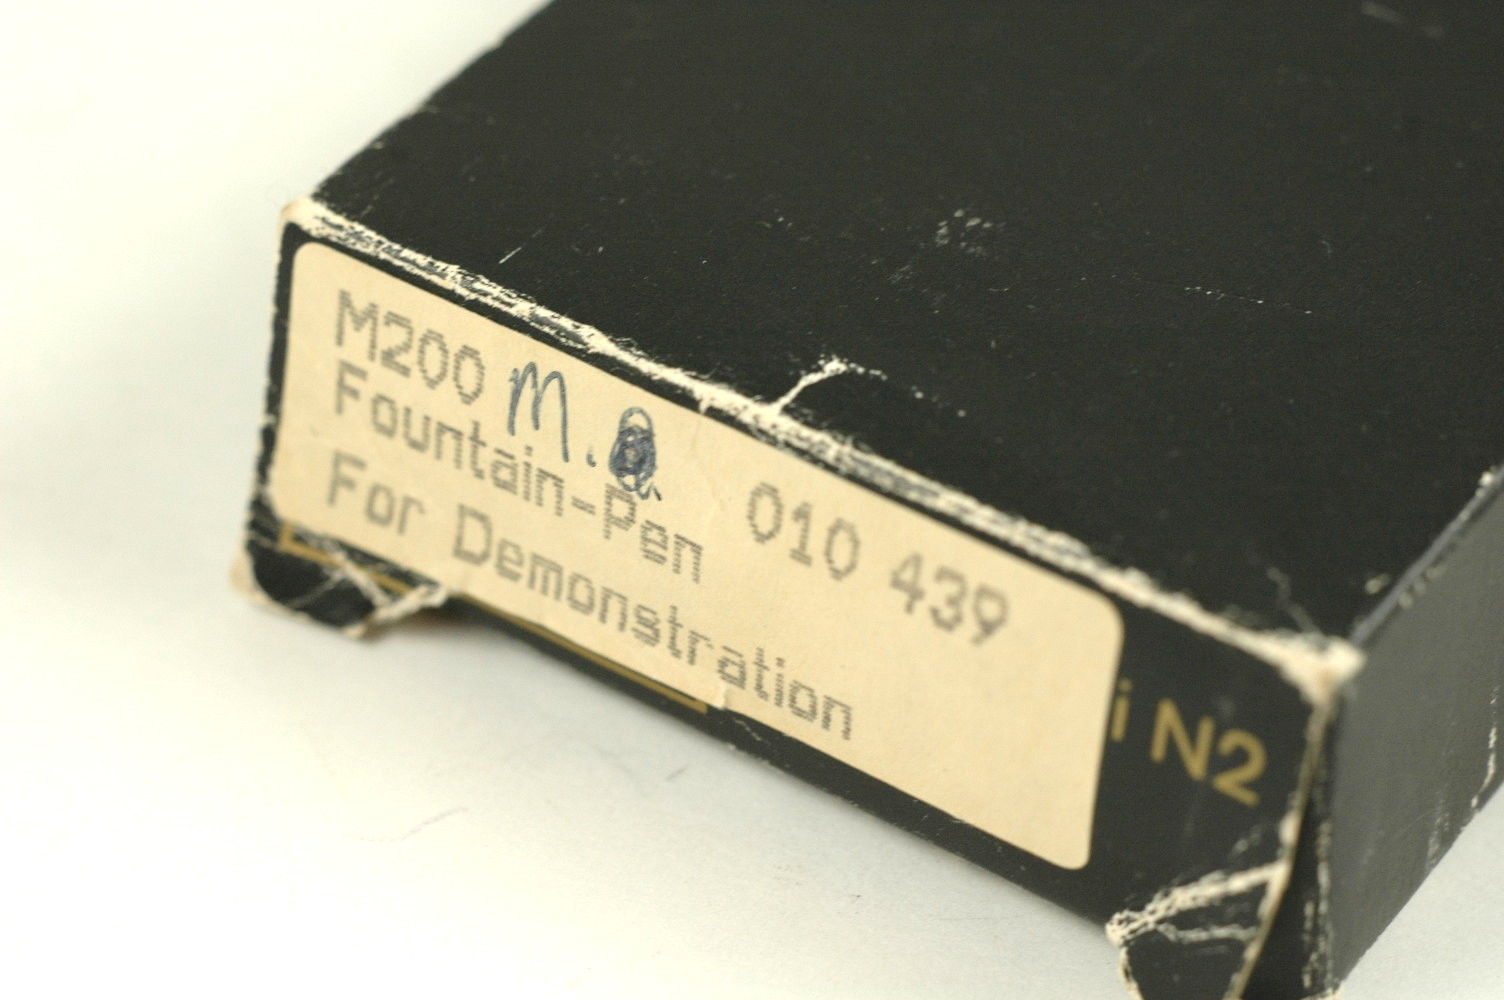 M200 M. 010 439
Fountain-Pen
For Demonstration
i N2